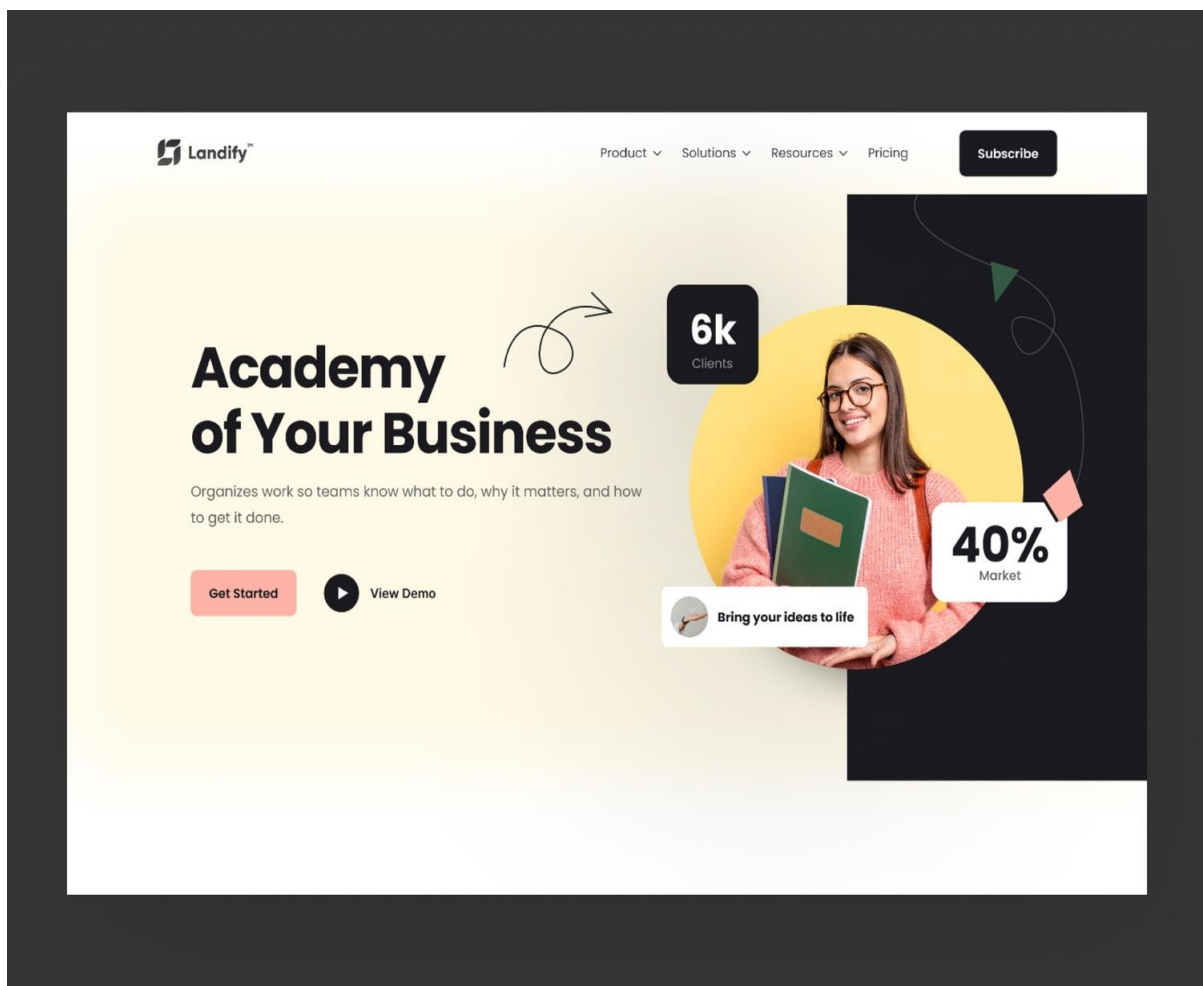 Landify™
Product
Solutions
Resources
Pricing
Subscribe
Academy
of Your Business
Organizes work so teams know what to do, why it matters, and how
to get it done.
Get Started
View Demo
6k
Clients
40%
Market
Bring your ideas to life